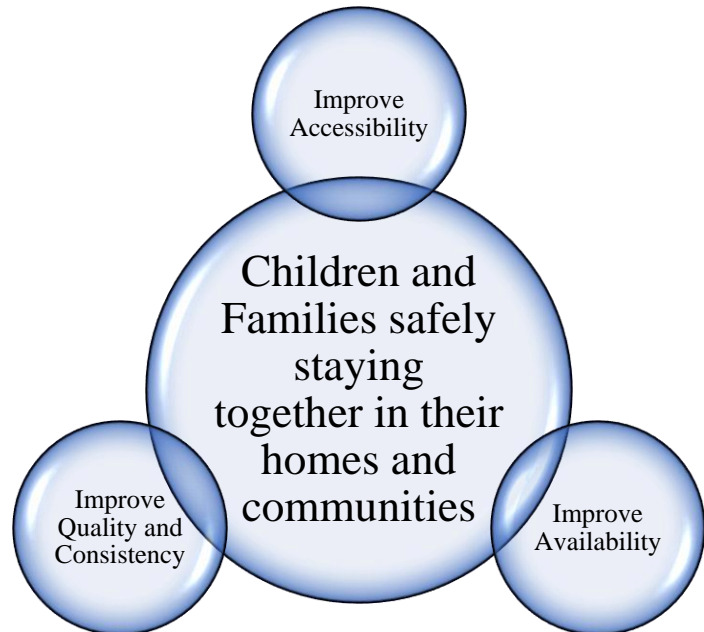 Improve
Accessibility
Children and
Families safely
staying
together in their
homes and
communities
Improve
Quality and
Consistency
Improve
Availability